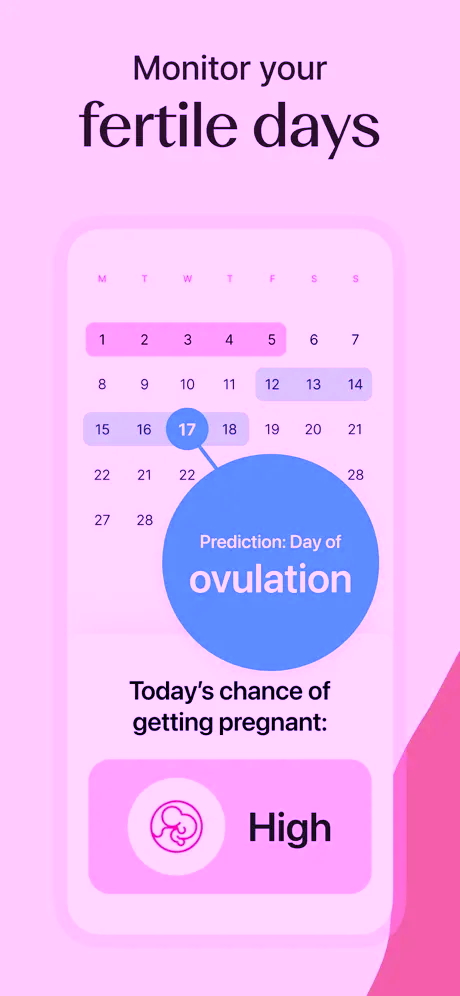 Monitor your
fertile days
M T W T F S S
1 2 3 4 5 6 7
8 9 10 11 12 13 14
15 16 17 18 19 20 21
22 21 22 28
27 28
Prediction: Day of
ovulation
Today's chance of
getting pregnant:
High